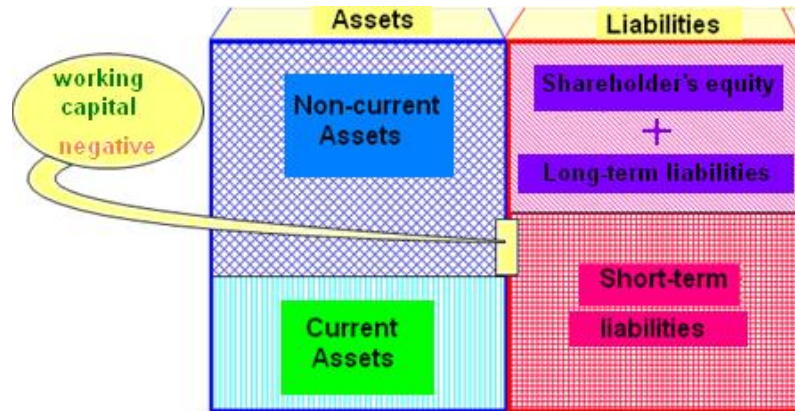 Assets
Liabilities
working
capital
negative
Non-current
Assets
Shareholder's equity
+
Long-term liabilities
Current
Assets
Short-term
liabilities